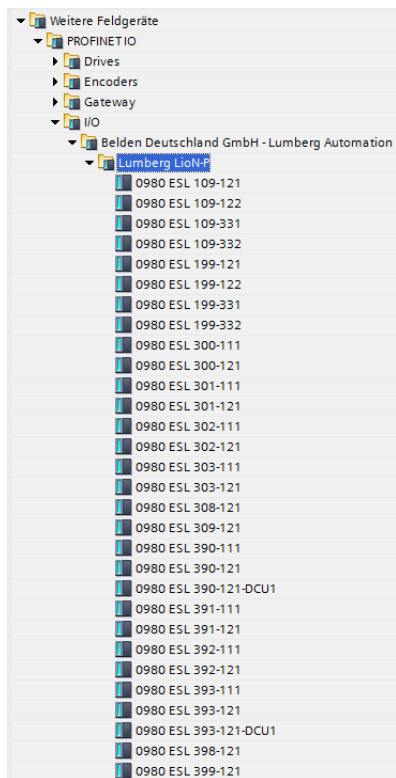 Weitere Feldgeräte
PROFINET IO
Drives
Encoders
Gateway
I/O
Belden Deutschland GmbH - Lumberg Automation
Lumberg LioN-P
0980 ESL 109-121
0980 ESL 109-122
0980 ESL 109-331
0980 ESL 109-332
0980 ESL 199-121
0980 ESL 199-122
0980 ESL 199-331
0980 ESL 199-332
0980 ESL 300-111
0980 ESL 300-121
0980 ESL 301-111
0980 ESL 301-121
0980 ESL 302-111
0980 ESL 302-121
0980 ESL 303-111
0980 ESL 303-121
0980 ESL 308-121
0980 ESL 309-121
0980 ESL 390-111
0980 ESL 390-121
0980 ESL 390-121-DCU1
0980 ESL 391-111
0980 ESL 391-121
0980 ESL 392-111
0980 ESL 392-121
0980 ESL 393-111
0980 ESL 393-121
0980 ESL 393-121-DCU1
0980 ESL 398-121
0980 ESL 399-121